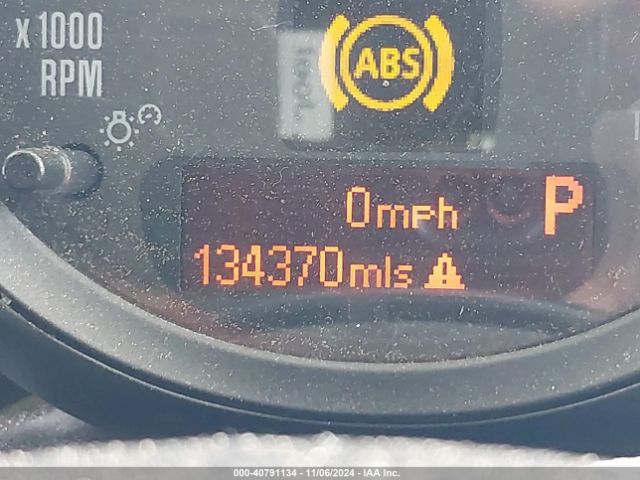 x1000
RPM
ABS
0mph
P
134370mls
000-40791134 - 11/06/2024 - IAA Inc.